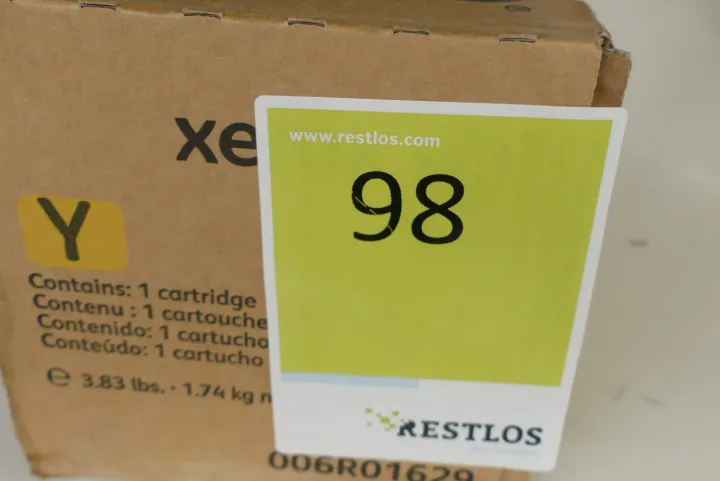 www.restlos.com
98
xe
Y
Contains: 1 cartridge
Contenu : 1 cartouche
Contenido: 1 cartucho
Conteúdo: 1 cartucho
℮ 3.83 lbs. · 1.74 kg n
RESTLOS
006R01629